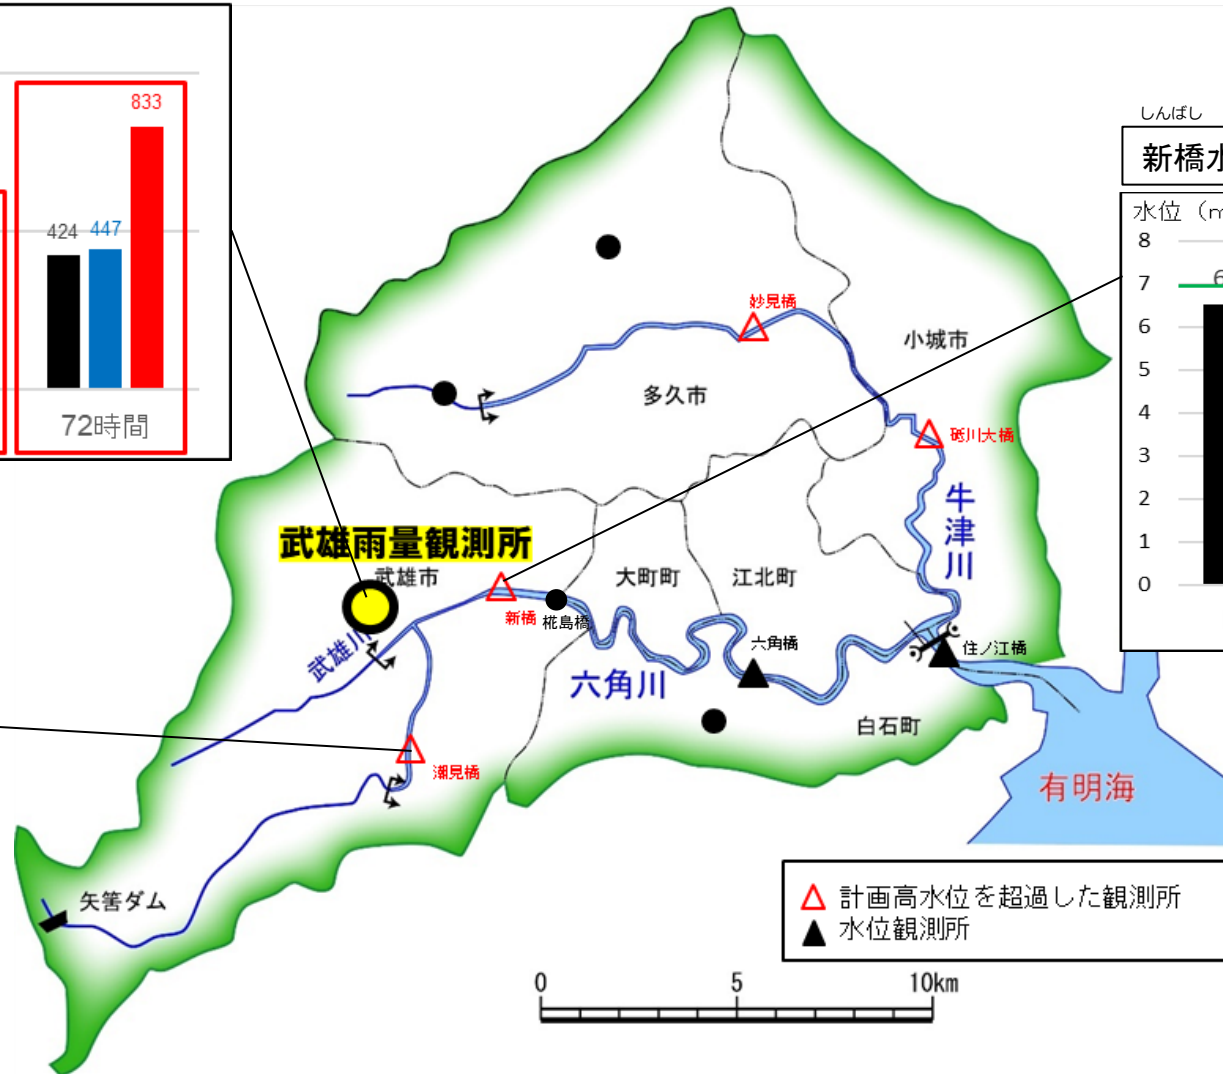 833
424
447
72時間
しんばし
新橋水
水位（m
8
7
6
6
5
4
3
2
1
0
妙見橋
小城市
多久市
砥川大橋
牛津川
武雄雨量観測所
武雄市
大町町
江北町
新橋
椛島橋
六角橋
住ノ江橋
武雄川
六角川
白石町
潮見橋
有明海
矢筈ダム
計画高水位を超過した観測所
水位観測所
0
5
10km